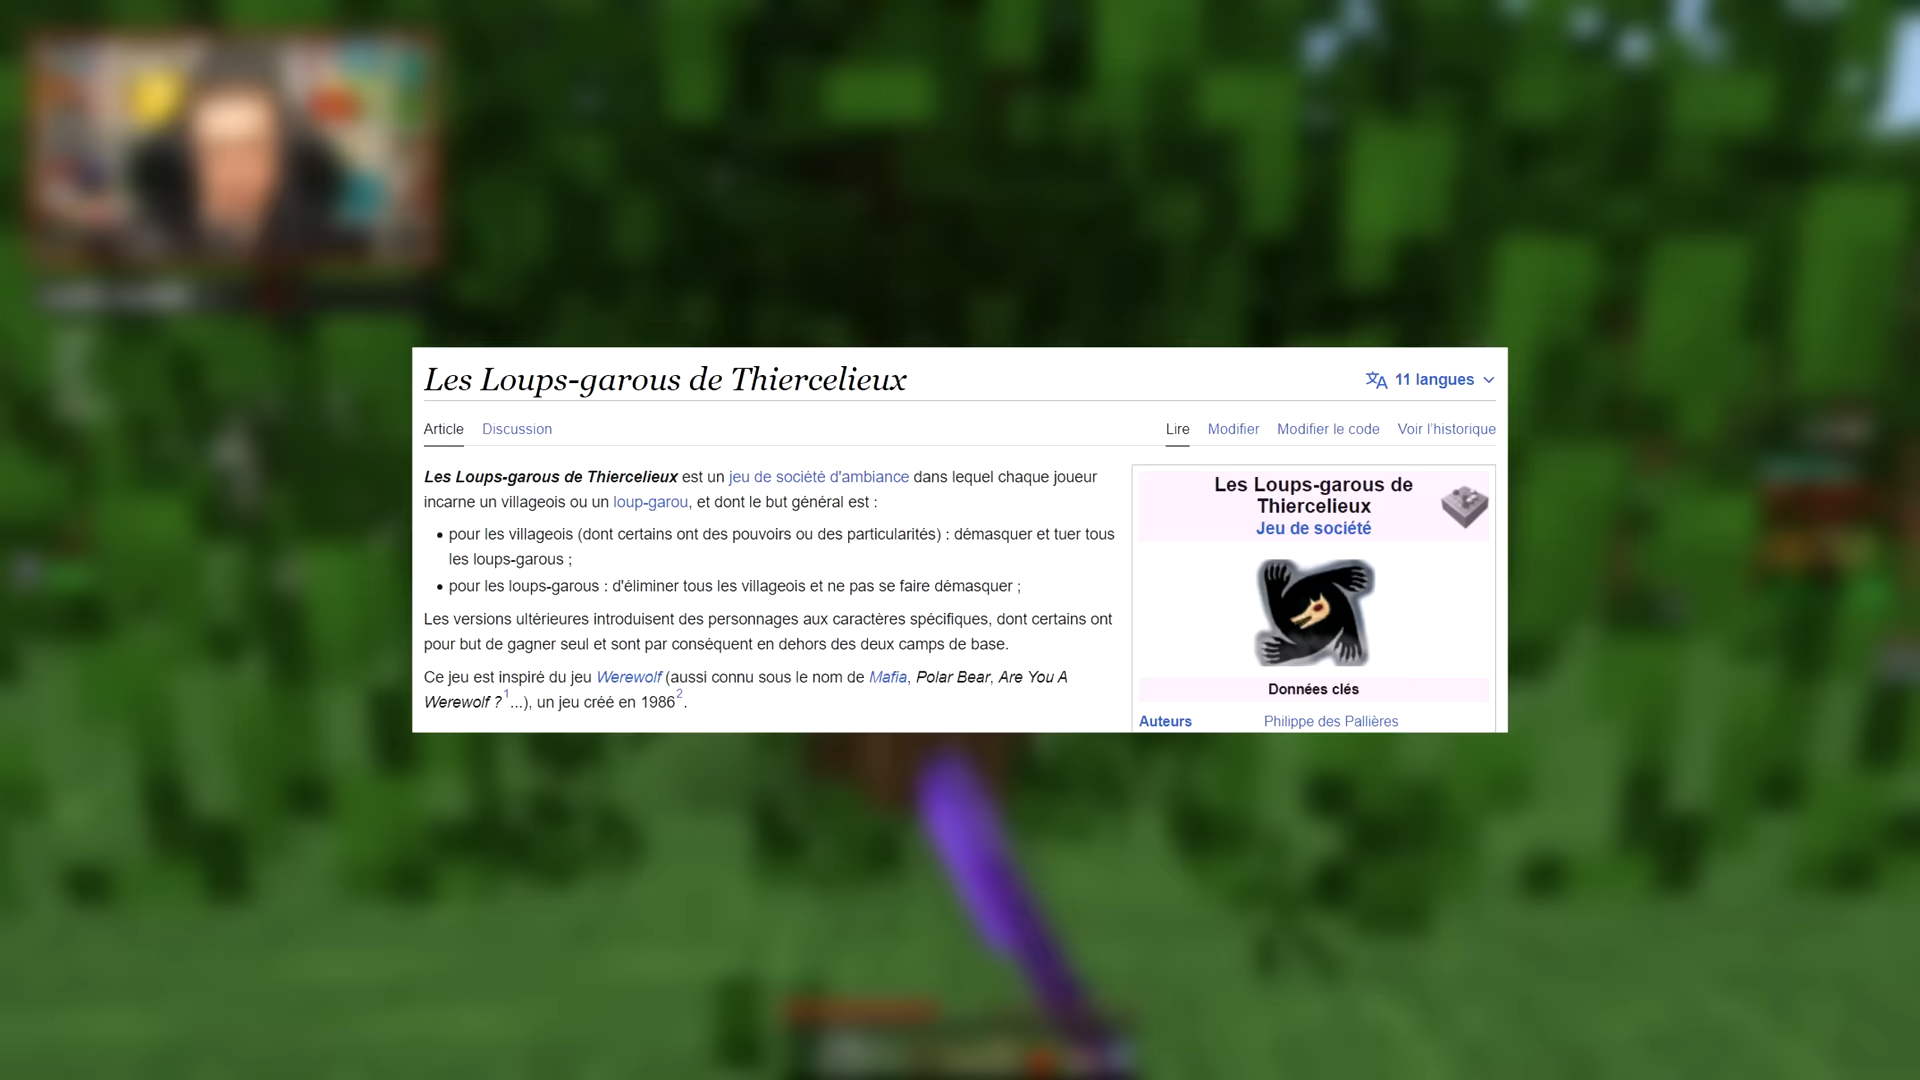 Les Loups-garous de Thiercelieux
11 langues
Article Discussion
Lire Modifier Modifier le code Voir l'historique
Les Loups-garous de Thiercelieux est un jeu de société d'ambiance dans lequel chaque joueur
incarne un villageois ou un loup-garou, et dont le but général est :
• pour les villageois (dont certains ont des pouvoirs ou des particularités) : démasquer et tuer tous
les loups-garous ;
• pour les loups-garous : d'éliminer tous les villageois et ne pas se faire démasquer ;
Les versions ultérieures introduisent des personnages aux caractères spécifiques, dont certains ont
pour but de gagner seul et sont par conséquent en dehors des deux camps de base.
Ce jeu est inspiré du jeu Werewolf (aussi connu sous le nom de Mafia, Polar Bear, Are You A
Werewolf ?1...), un jeu créé en 19862.
Les Loups-garous de
Thiercelieux
Jeu de société
Données clés
Auteurs Philippe des Pallières